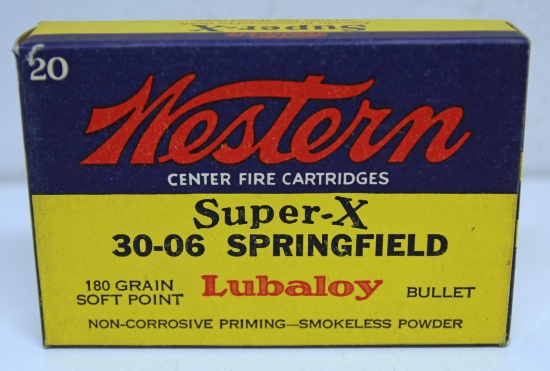 Super-X
20
Western
CENTER FIRE CARTRIDGES
Super-X
30-06 SPRINGFIELD
180 GRAIN
SOFT POINT
Lubaloy
BULLET
NON-CORROSIVE PRIMING—SMOKELESS POWDER